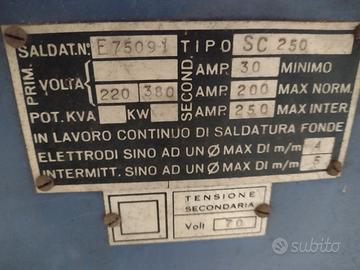 SALDAT. N° E 7509-1 TIPO SC 250
PRIM. VOLTA 220 380
SECOND. AMP. 30 MINIMO
AMP. 200 MAX NORM.
AMP. 250 MAX INTER.
POT. KVA KW
IN LAVORO CONTINUO DI SALDATURA FONDE
ELETTRODI SINO AD UN Ø MAX DI m/m 4
INTERMITT. SINO AD UN Ø MAX DI m/m 5
TENSIONE
SECONDARIA
Volt 70
subito